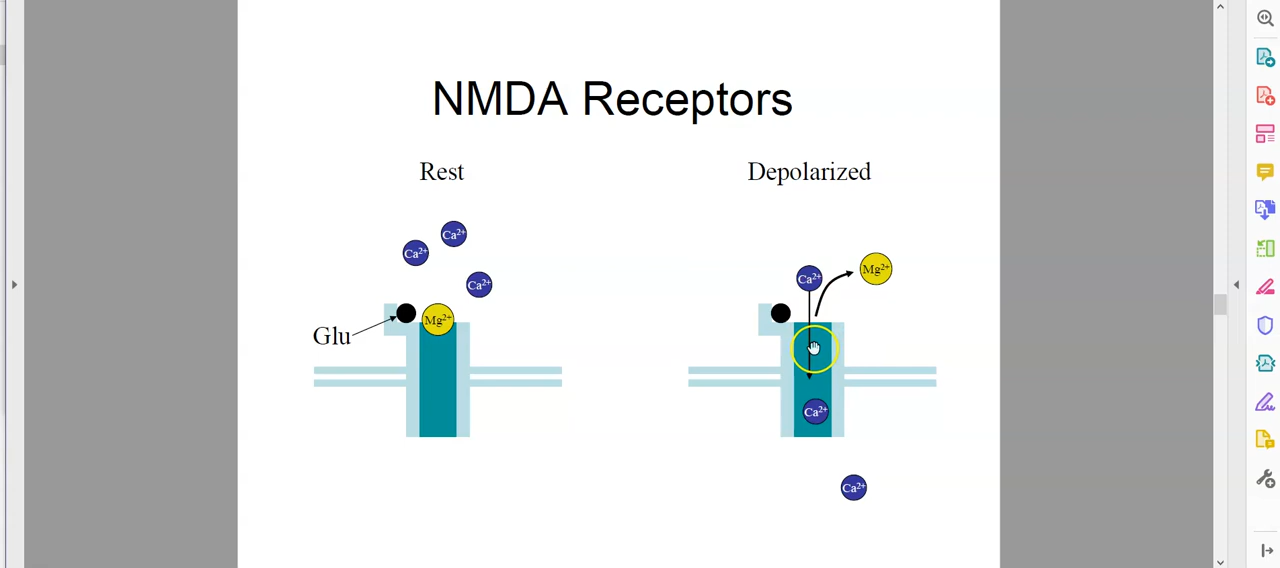 NMDA Receptors
Rest
Depolarized
Ca2+
Ca2+
Ca2+
Glu
Mg2+
Ca2+
Mg2+
Ca2+
Ca2+